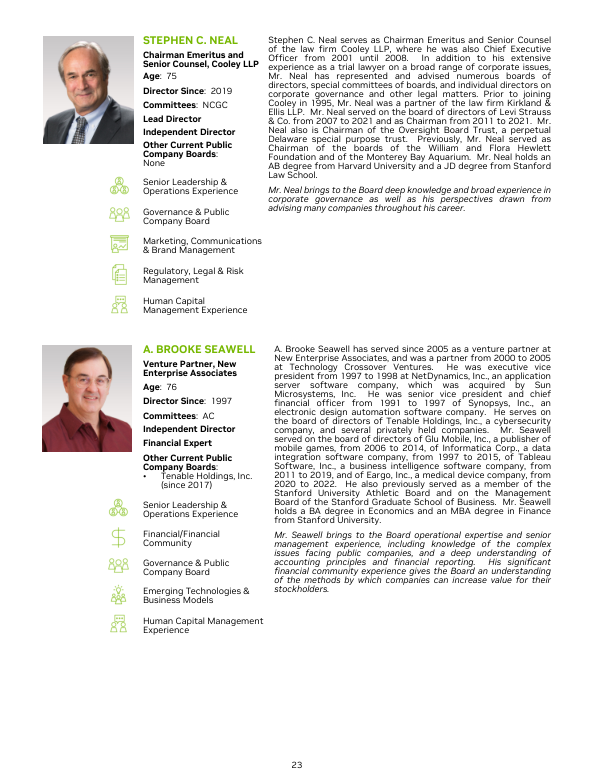 STEPHEN C. NEAL
Chairman Emeritus and
Senior Counsel, Cooley LLP
Age: 75
Director Since: 2019
Committees: NCGC
Lead Director
Independent Director
Other Current Public
Company Boards:
None
Senior Leadership &
Operations Experience
Governance & Public
Company Board
Marketing, Communications
& Brand Management
Regulatory, Legal & Risk
Management
Human Capital
Management Experience
Stephen C. Neal serves as Chairman Emeritus and Senior Counsel
of the law firm Cooley LLP, where he was also Chief Executive
Officer from 2001 until 2008. In addition to his extensive
experience as a trial lawyer on a broad range of corporate issues,
Mr. Neal has represented and advised numerous boards of
directors, special committees of boards, and individual directors on
corporate governance and other legal matters. Prior to joining
Cooley in 1995, Mr. Neal was a partner of the law firm Kirkland &
Ellis LLP. Mr. Neal served on the board of directors of Levi Strauss
& Co. from 2007 to 2021 and as Chairman from 2011 to 2021. Mr.
Neal also is Chairman of the Oversight Board Trust, a perpetual
Delaware special purpose trust. Previously, Mr. Neal served as
Chairman of the boards of the William and Flora Hewlett
Foundation and of the Monterey Bay Aquarium. Mr. Neal holds an
AB degree from Harvard University and a JD degree from Stanford
Law School.
Mr. Neal brings to the Board deep knowledge and broad experience in
corporate governance as well as his perspectives drawn from
advising many companies throughout his career.
A. BROOKE SEAWELL
Venture Partner, New
Enterprise Associates
Age: 76
Director Since: 1997
Committees: AC
Independent Director
Financial Expert
Other Current Public
Company Boards:
• Tenable Holdings, Inc.
(since 2017)
Senior Leadership &
Operations Experience
Financial/Financial
Community
Governance & Public
Company Board
Emerging Technologies &
Business Models
Human Capital Management
Experience
A. Brooke Seawell has served since 2005 as a venture partner at
New Enterprise Associates, and was a partner from 2000 to 2005
at Technology Crossover Ventures. He was executive vice
president from 1997 to 1998 at NetDynamics, Inc., an application
server software company, which was acquired by Sun
Microsystems, Inc. He was senior vice president and chief
financial officer from 1991 to 1997 of Synopsys, Inc., an
electronic design automation software company. He serves on
the board of directors of Tenable Holdings, Inc., a cybersecurity
company, and several privately held companies. Mr. Seawell
served on the board of directors of Glu Mobile, Inc., a publisher of
mobile games, from 2006 to 2014, of Informatica Corp., a data
integration software company, from 1997 to 2015, of Tableau
Software, Inc., a business intelligence software company, from
2011 to 2019, and of Eargo, Inc., a medical device company, from
2020 to 2022. He also previously served as a member of the
Stanford University Athletic Board and on the Management
Board of the Stanford Graduate School of Business. Mr. Seawell
holds a BA degree in Economics and an MBA degree in Finance
from Stanford University.
Mr. Seawell brings to the Board operational expertise and senior
management experience, including knowledge of the complex
issues facing public companies, and a deep understanding of
accounting principles and financial reporting. His significant
financial community experience gives the Board an understanding
of the methods by which companies can increase value for their
stockholders.
23